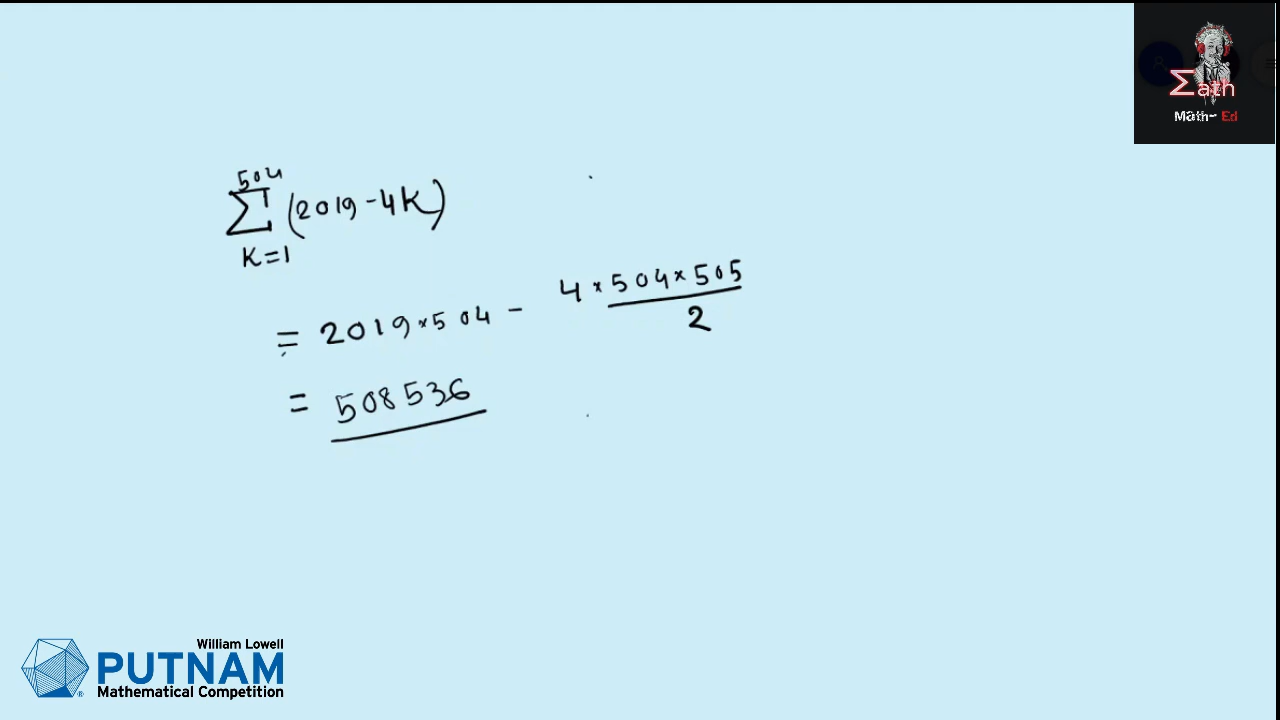 Σath
Math- Ed
504
Σ (2019-4K)
K=1
= 2019×504 - 4×504×505
2
= 508536
William Lowell
PUTNAM
Mathematical Competition